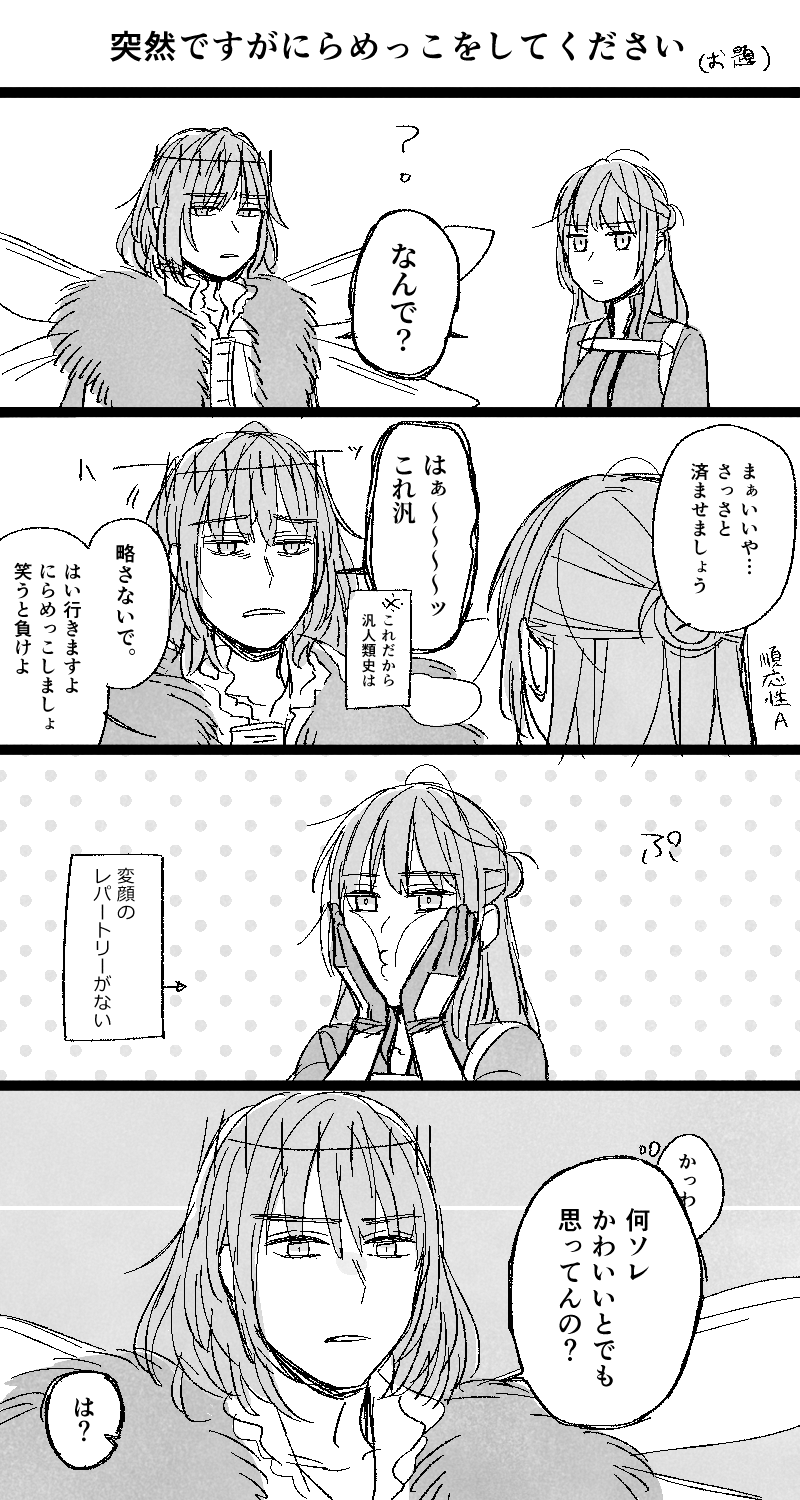 突然ですがにらめっこをしてください
(お題)
?
なんで?
まぁいいや…
さっさと
済ませましょう
順応性A
はぁ～～～～ッ
これ汎
※これだから
汎人類史は
ハーッ
略さないで。
はい行きますよ
にらめっこしましょ
笑うと負けよ
ぷ
変顔の
レパートリーがない
かっわ
何ソレ
かわいいとでも
思ってんの?
は?